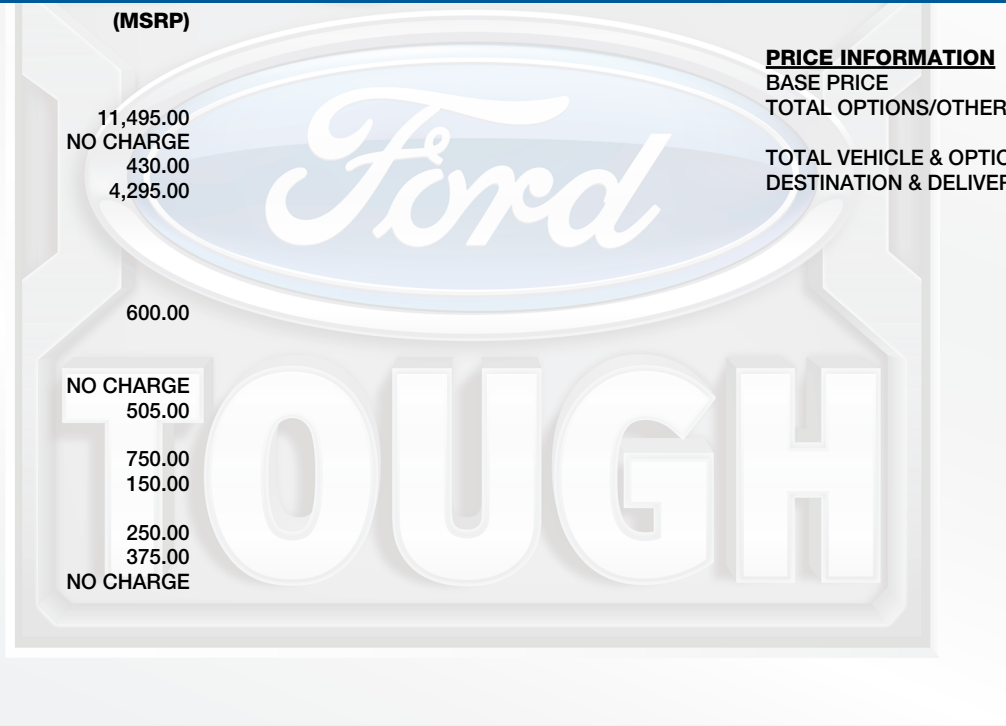 (MSRP)
11,495.00
NO CHARGE
430.00
4,295.00
600.00
NO CHARGE
505.00
750.00
150.00
250.00
375.00
NO CHARGE
PRICE INFORMATION
BASE PRICE
TOTAL OPTIONS/OTHER
TOTAL VEHICLE & OPTIO
DESTINATION & DELIVER
Ford
TOUGH